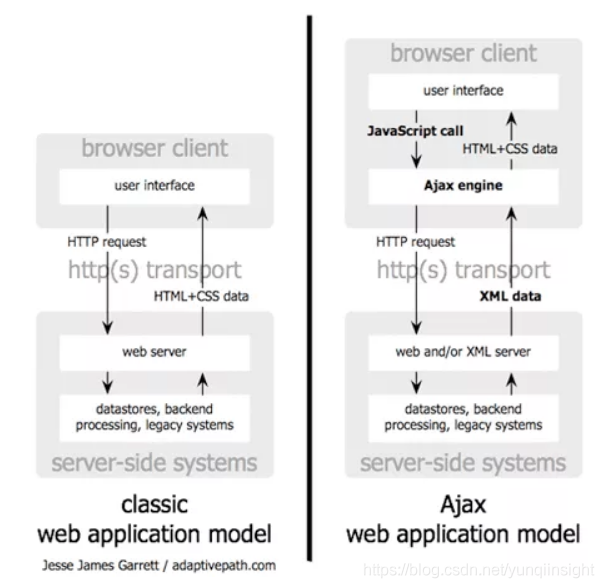 browser client
user interface
HTTP request
http(s) transport
HTML+CSS data
web server
datastores, backend
processing, legacy systems
server-side systems
classic
web application model
Jesse James Garrett / adaptivepath.com
browser client
user interface
JavaScript call
HTML+CSS data
Ajax engine
HTTP request
http(s) transport
XML data
web and/or XML server
datastores, backend
processing, legacy systems
server-side systems
Ajax
web application model
https://blog.csdn.net/yunqiinsight